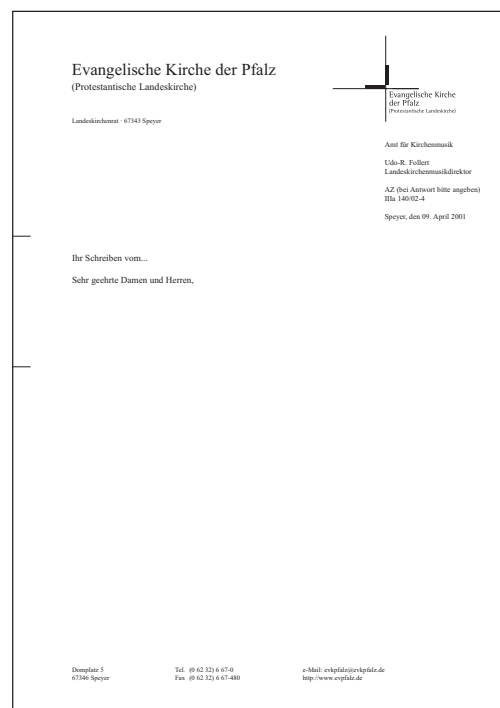 Evangelische Kirche der Pfalz
(Protestantische Landeskirche)
Evangelische Kirche
der Pfalz
(Protestantische Landeskirche)
Landeskirchenrat · 67343 Speyer
Amt für Kirchenmusik
Udo-R. Follert
Landeskirchenmusikdirektor
AZ (bei Antwort bitte angeben)
IIIa 140/02-4
Speyer, den 09. April 2001
Ihr Schreiben vom...
Sehr geehrte Damen und Herren,
Domplatz 5
67346 Speyer
Tel. (0 62 32) 6 67-0
Fax (0 62 32) 6 67-480
e-Mail: evkpfalz@evkpfalz.de
http://www.evpfalz.de